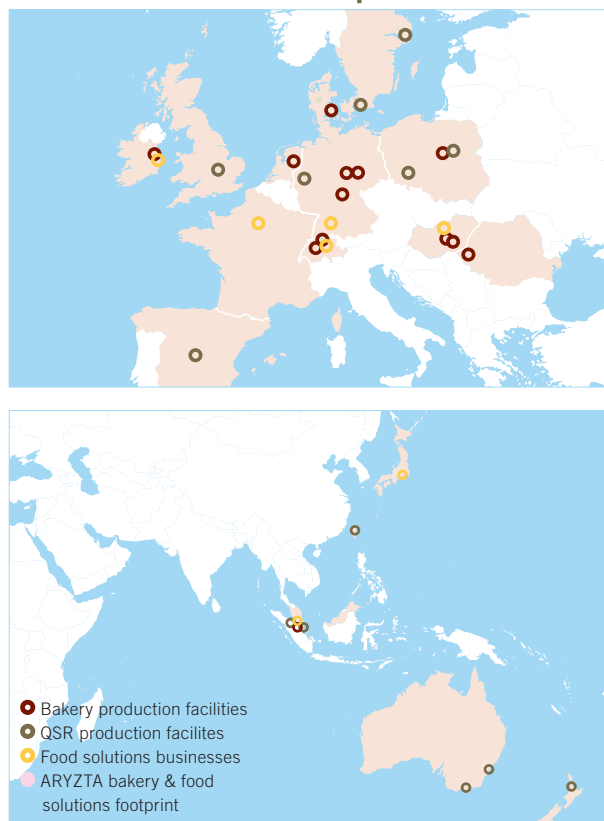 Bakery production facilities
QSR production facilites
Food solutions businesses
ARYZTA bakery & food
solutions footprint